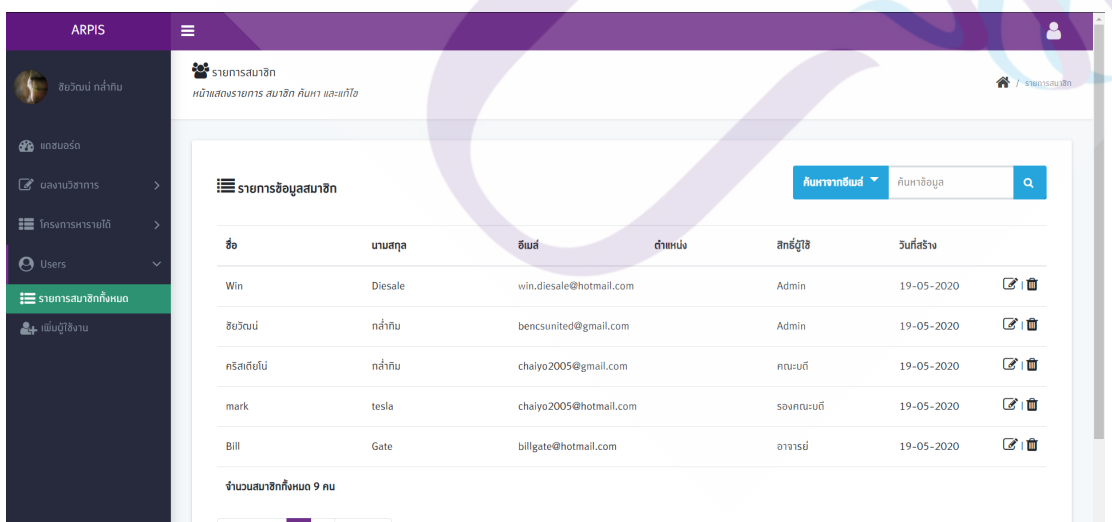 ARPIS
ชัยวัฒน์ กล่ำทิม
แดชบอร์ด
ผลงานวิชาการ
โครงการหารายได้
Users
รายการสมาชิกทั้งหมด
เพิ่มผู้ใช้งาน
รายการสมาชิก
หน้าแสดงรายการ สมาชิก ค้นหา และแก้ไข
/ รายการสมาชิก
รายการข้อมูลสมาชิก
ค้นหาจากอีเมล์ ค้นหาข้อมูล
ชื่อ นามสกุล อีเมล์ ตำแหน่ง สิทธิ์ผู้ใช้ วันที่สร้าง
Win Diesale win.diesale@hotmail.com Admin 19-05-2020 |
ชัยวัฒน์ กล่ำทิม bencsunited@gmail.com Admin 19-05-2020 |
คริสเตียโน่ กล่ำทิม chaiyo2005@gmail.com คณะบดี 19-05-2020 |
mark tesla chaiyo2005@hotmail.com รองคณะบดี 19-05-2020 |
Bill Gate billgate@hotmail.com อาจารย์ 19-05-2020 |
จำนวนสมาชิกทั้งหมด 9 คน